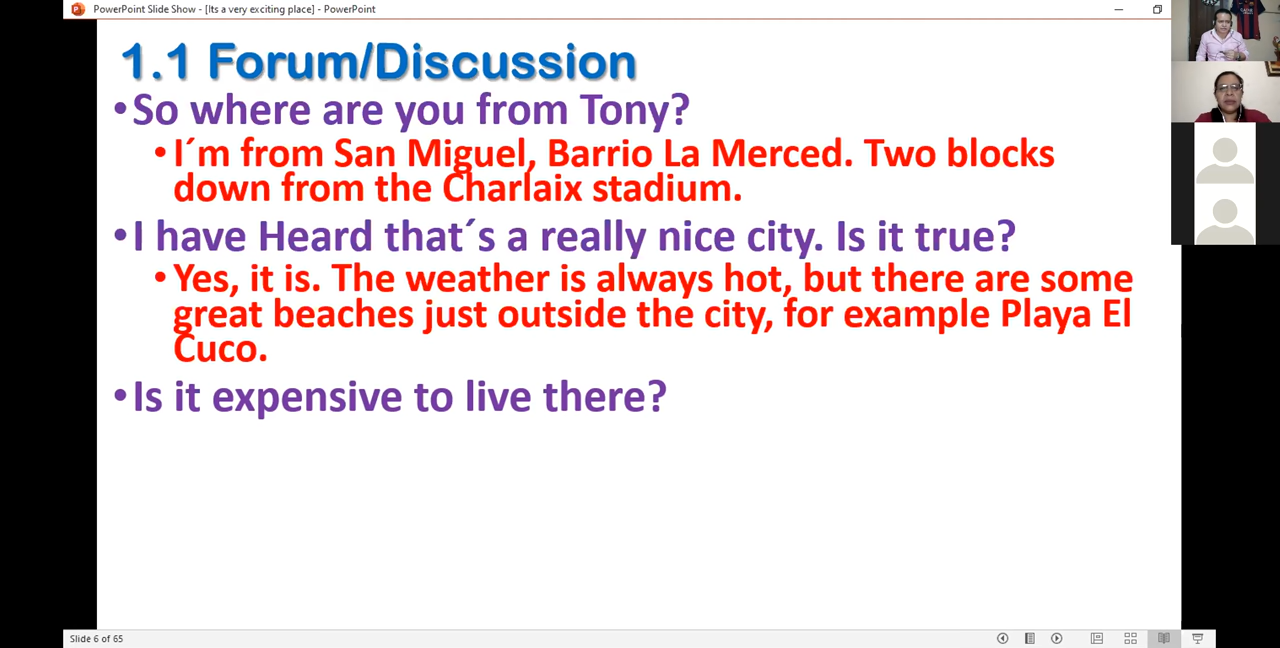 PowerPoint Slide Show - [Its a very exciting place] - PowerPoint
1.1 Forum/Discussion
•So where are you from Tony?
•I´m from San Miguel, Barrio La Merced. Two blocks
down from the Charlaix stadium.
•I have Heard that´s a really nice city. Is it true?
•Yes, it is. The weather is always hot, but there are some
great beaches just outside the city, for example Playa El
Cuco.
•Is it expensive to live there?
Slide 6 of 65